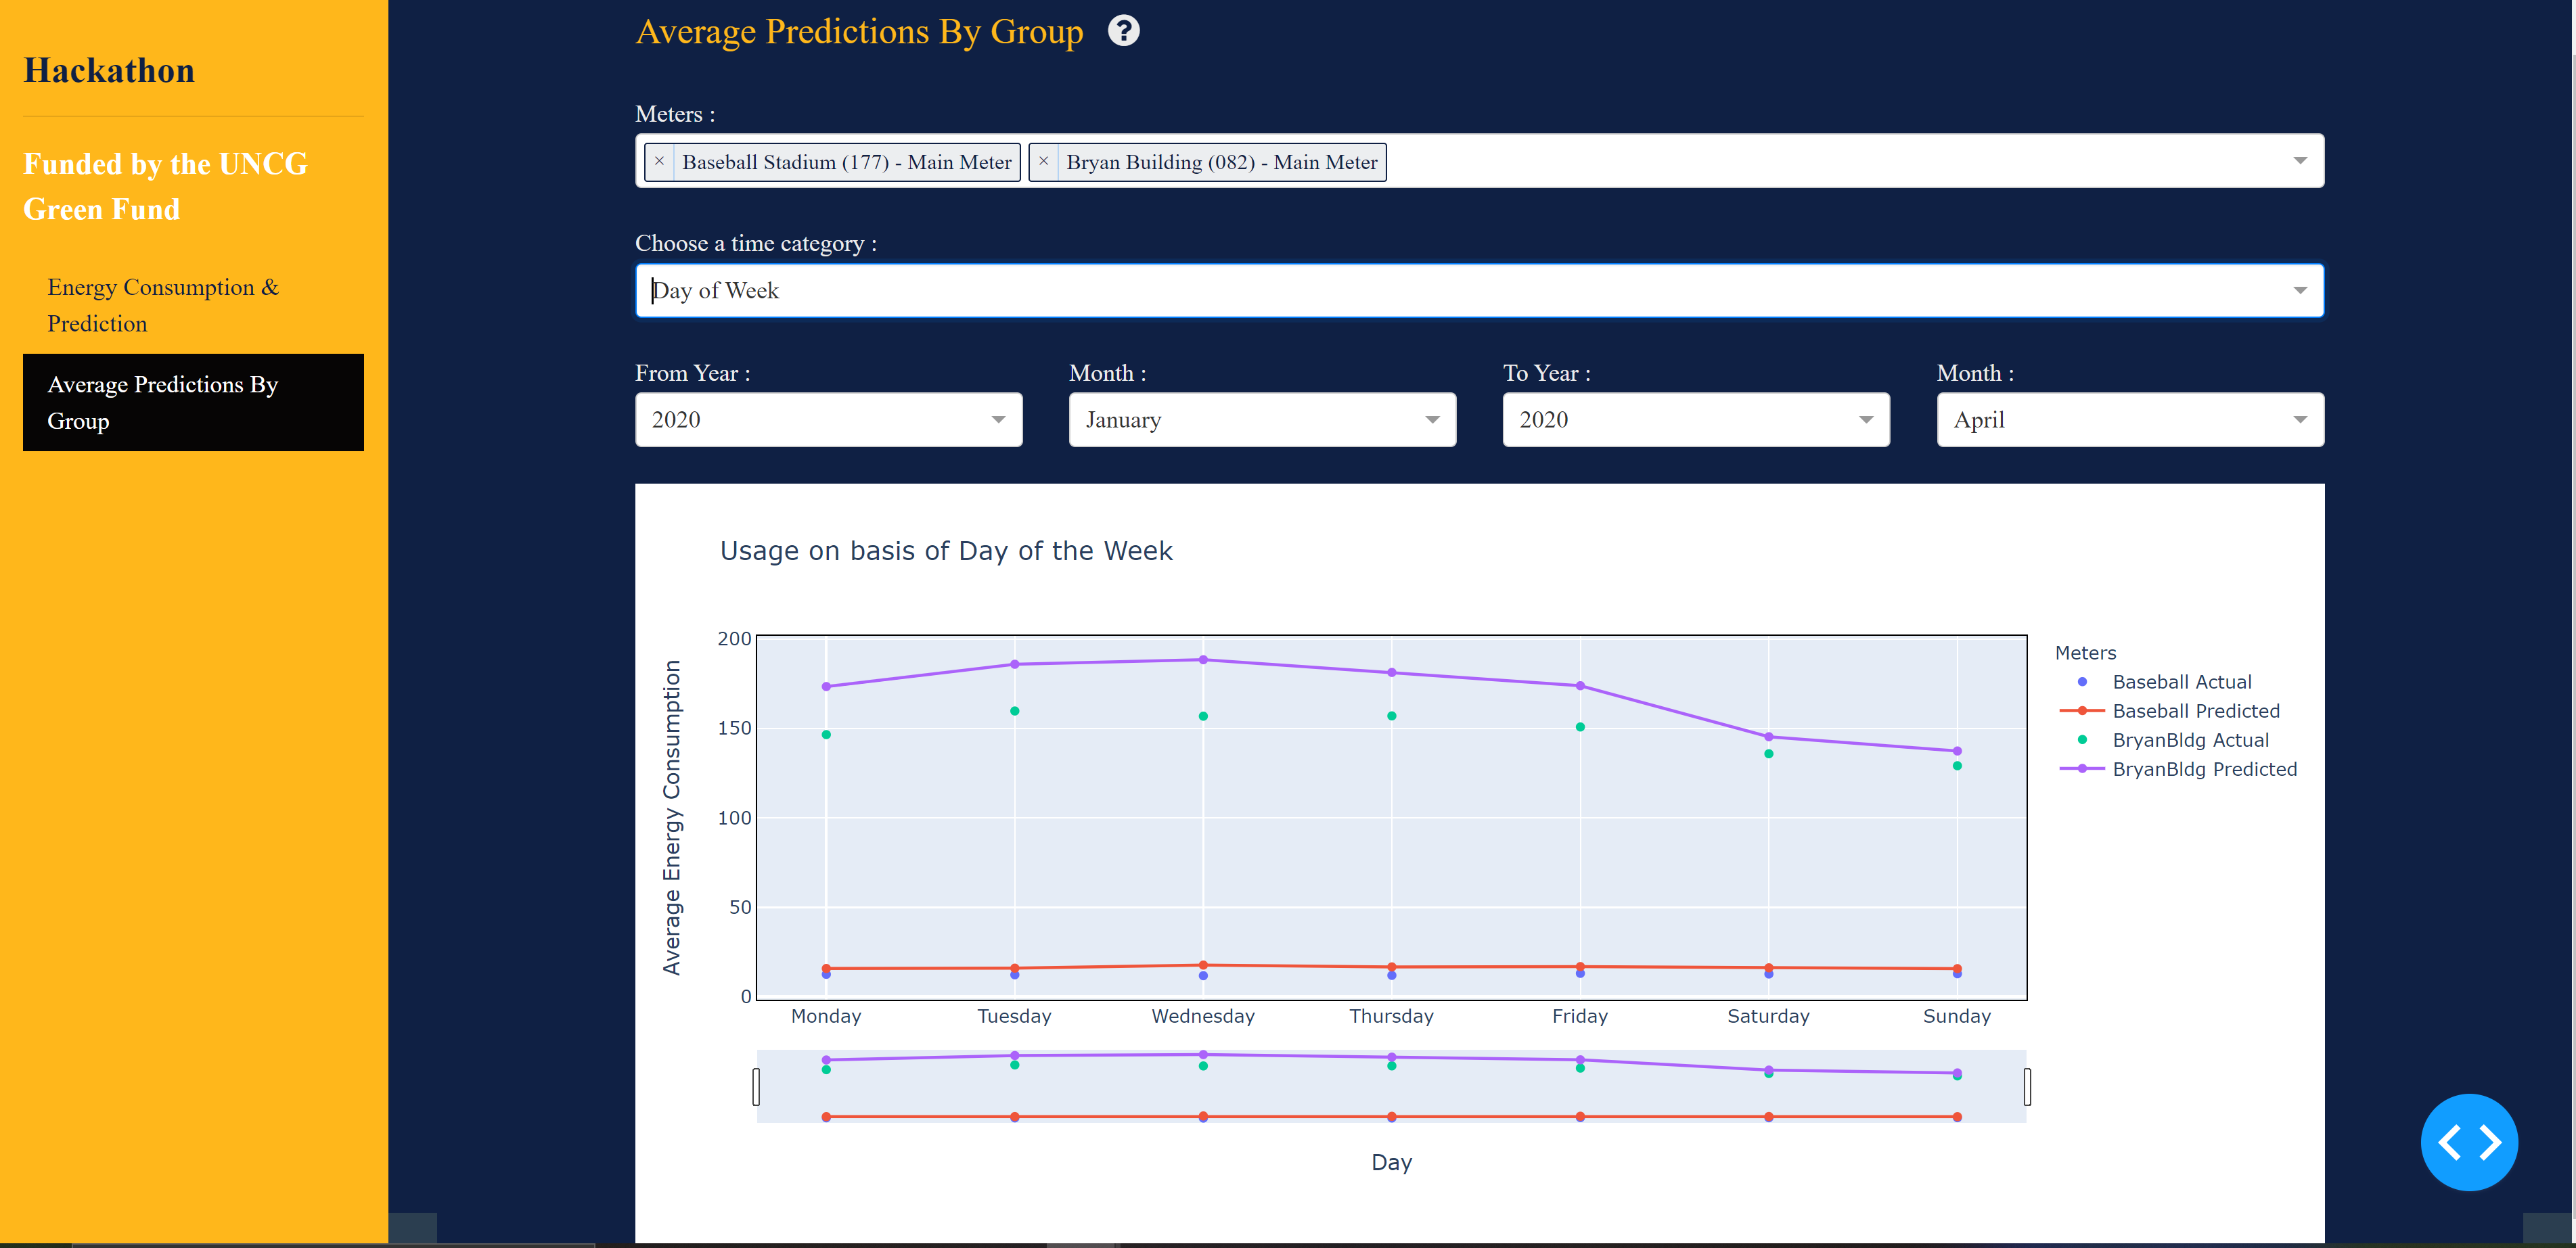 Hackathon
Funded by the UNCG
Green Fund
Energy Consumption &
Prediction
Average Predictions By
Group
Average Predictions By Group ?
Meters :
× Baseball Stadium (177) - Main Meter × Bryan Building (082) - Main Meter
Choose a time category :
Day of Week
From Year : Month : To Year : Month :
2020 January 2020 April
Usage on basis of Day of the Week
Average Energy Consumption
200
150
100
50
0
Monday Tuesday Wednesday Thursday Friday Saturday Sunday
Day
Meters
Baseball Actual
Baseball Predicted
BryanBldg Actual
BryanBldg Predicted